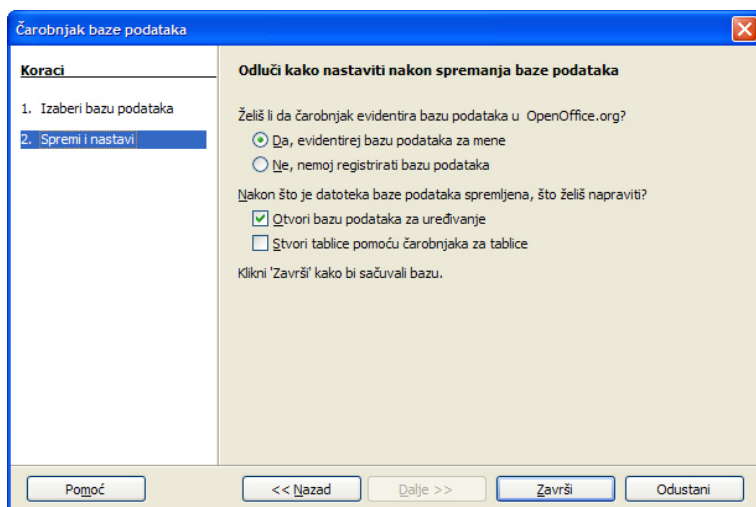 Čarobnjak baze podataka
Koraci
1. Izaberi bazu podataka
2. Spremi i nastavi
Odluči kako nastaviti nakon spremanja baze podataka
Želiš li da čarobnjak evidentira bazu podataka u OpenOffice.org?
Da, evidentirej bazu podataka za mene
Ne, nemoj registrirati bazu podataka
Nakon što je datoteka baze podataka spremljena, što želiš napraviti?
Otvori bazu podataka za uređivanje
Stvori tablice pomoću čarobnjaka za tablice
Klikni 'Završi' kako bi sačuvali bazu.
Pomoć
<< Nazad
Dalje >>
Završi
Odustani